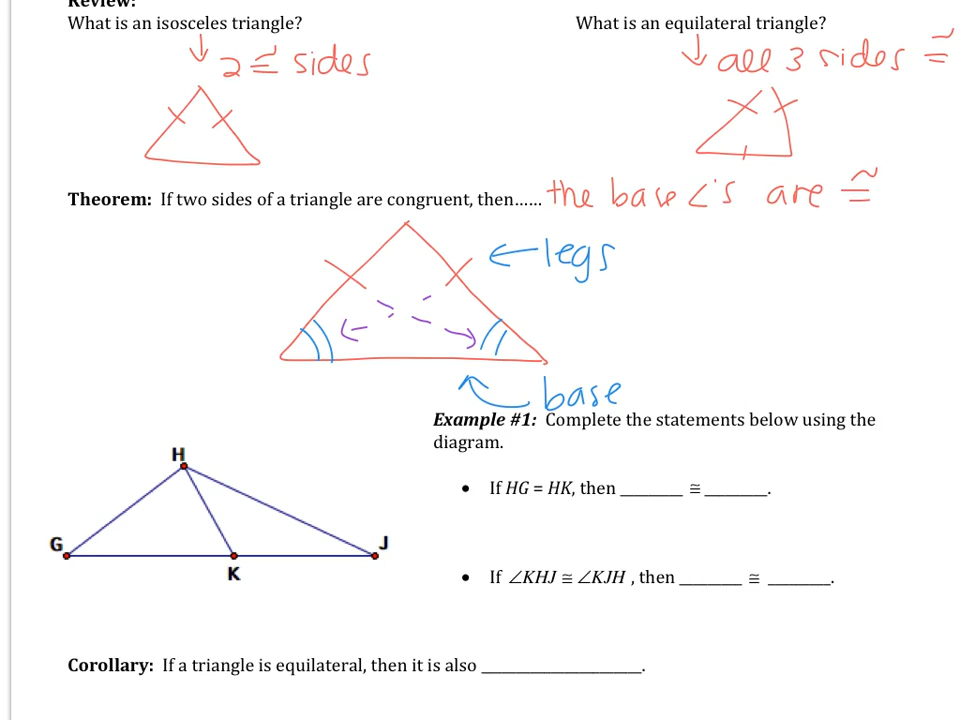 Review:
What is an isosceles triangle? What is an equilateral triangle?
2 ≅ sides
all 3 sides ≅
Theorem: If two sides of a triangle are congruent, then…… the base ∠'s are ≅
legs
base
Example #1: Complete the statements below using the
diagram.
H
• If HG = HK, then ________ ≅ ________.
G
J
K
• If ∠KHJ ≅ ∠KJH , then ________ ≅ ________.
Corollary: If a triangle is equilateral, then it is also ____________________.